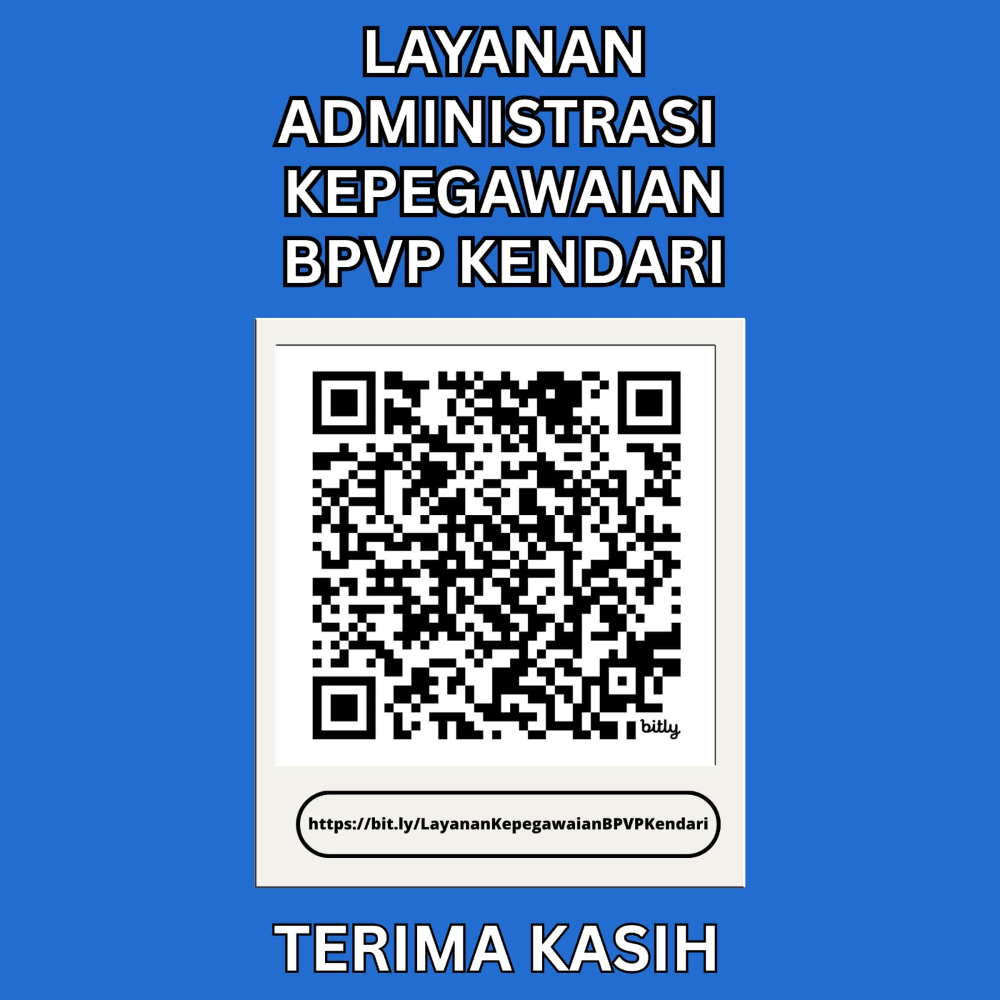 LAYANAN
ADMINISTRASI
KEPEGAWAIAN
BPVP KENDARI
bitly
https://bit.ly/LayananKepegawaianBPVPKendari
TERIMA KASIH